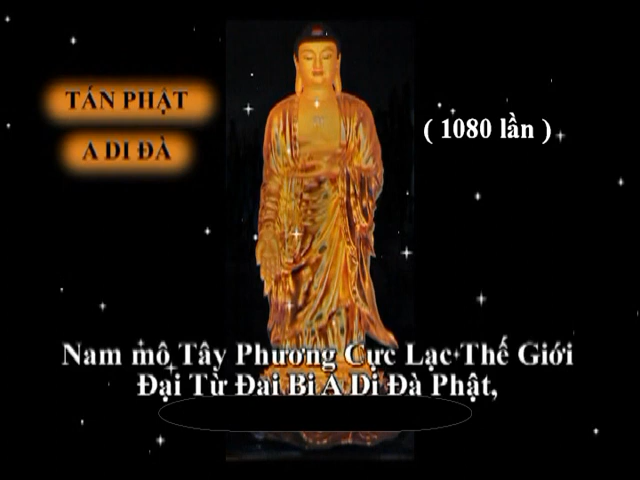 TÁN PHẬT
A DI ĐÀ
( 1080 lần )
Nam mô Tây Phương Cực Lạc Thế Giới
Đại Từ Đại Bi A Di Đà Phật,